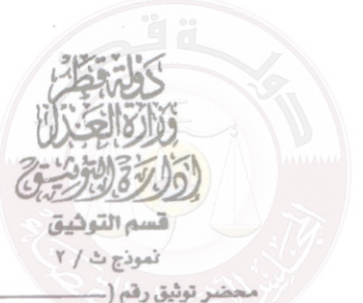 دولة قطر
وزارة العدل
إدارة التوثيق
قسم التوثيق
نموذج ث / ٢
محضر توثيق رقم (